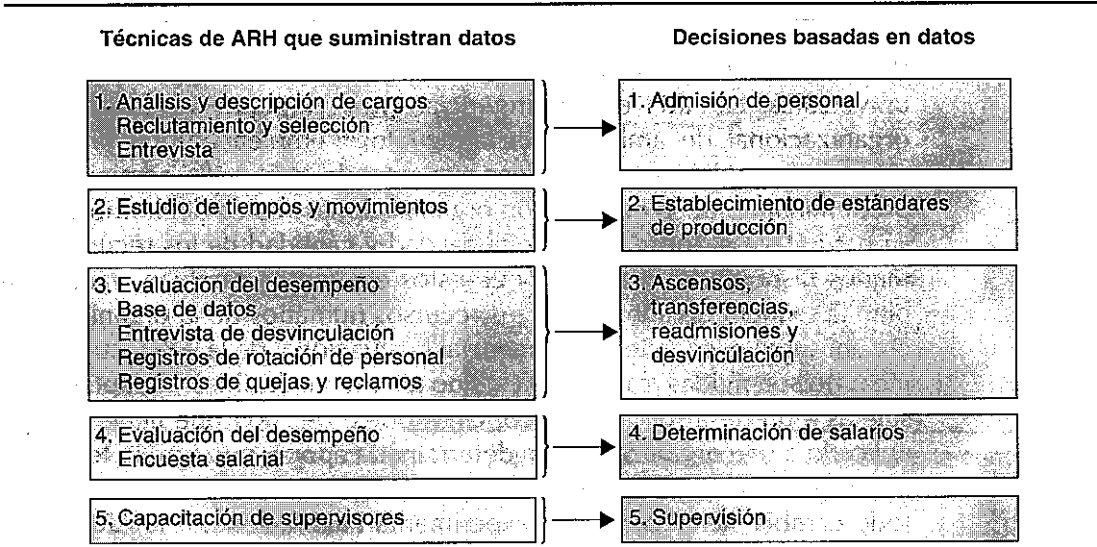 Técnicas de ARH que suministran datos
Decisiones basadas en datos
1. Análisis y descripción de cargos
Reclutamiento y selección
Entrevista
1. Admisión de personal
2. Estudio de tiempos y movimientos
2. Establecimiento de estándares
de producción
3. Evaluación del desempeño
Base de datos
Entrevista de desvinculación
Registros de rotación de personal
Registros de quejas y reclamos
3. Ascensos,
transferencias,
readmisiones y
desvinculación
4. Evaluación del desempeño
Encuesta salarial
4. Determinación de salarios
5. Capacitación de supervisores
5. Supervisión